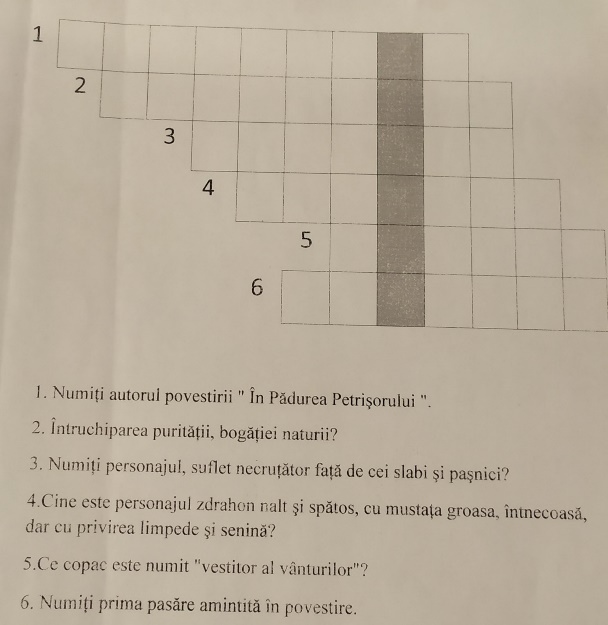 1
2
3
4
5
6
1. Numiți autorul povestirii " În Pădurea Petrişorului ".
2. Întruchiparea purității, bogăției naturii?
3. Numiți personajul, suflet necruțător față de cei slabi şi paşnici?
4.Cine este personajul zdrahon nalt şi spătos, cu mustața groasa, întnecoasă,
dar cu privirea limpede şi senină?
5.Ce copac este numit "vestitor al vânturilor"?
6. Numiți prima pasăre amintită în povestire.